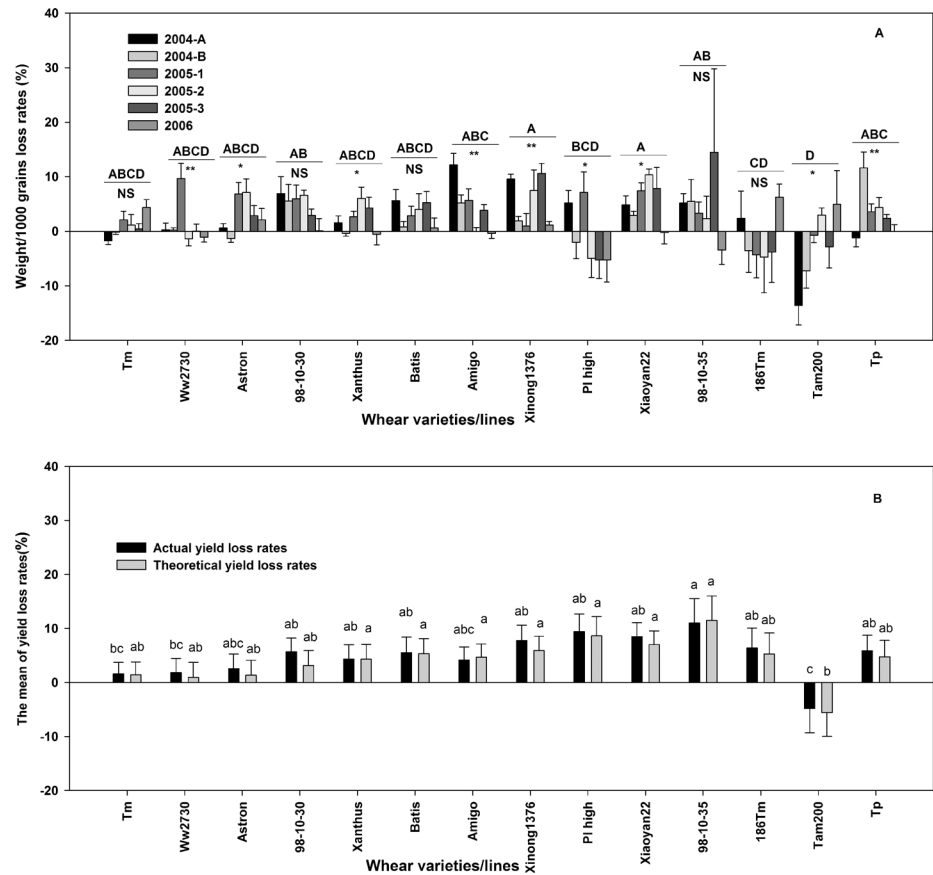 A
Weight/1000 grains loss rates (%)
40
30
20
10
0
-10
-20
2004-A
2004-B
2005-1
2005-2
2005-3
2006
ABCD
NS
ABCD
**
ABCD
*
AB
NS
ABCD
*
ABCD
NS
ABC
**
A
**
BCD
*
A
*
AB
NS
CD
NS
D
*
ABC
**
Tm
Ww2730
Astron
98-10-30
Xanthus
Batis
Amigo
Xinong1376
PI high
Xiaoyan22
98-10-35
186Tm
Tam200
Tp
Whear varieties/lines
B
The mean of yield loss rates(%)
40
30
20
10
0
-10
-20
Actual yield loss rates
Theoretical yield loss rates
bc ab
bc ab
abc ab
ab ab
ab a
ab a
abc a
ab a
ab a
ab a
a a
ab ab
c b
ab ab
Tm
Ww2730
Astron
98-10-30
Xanthus
Batis
Amigo
Xinong1376
PI high
Xiaoyan22
98-10-35
186Tm
Tam200
Tp
Whear varieties/lines